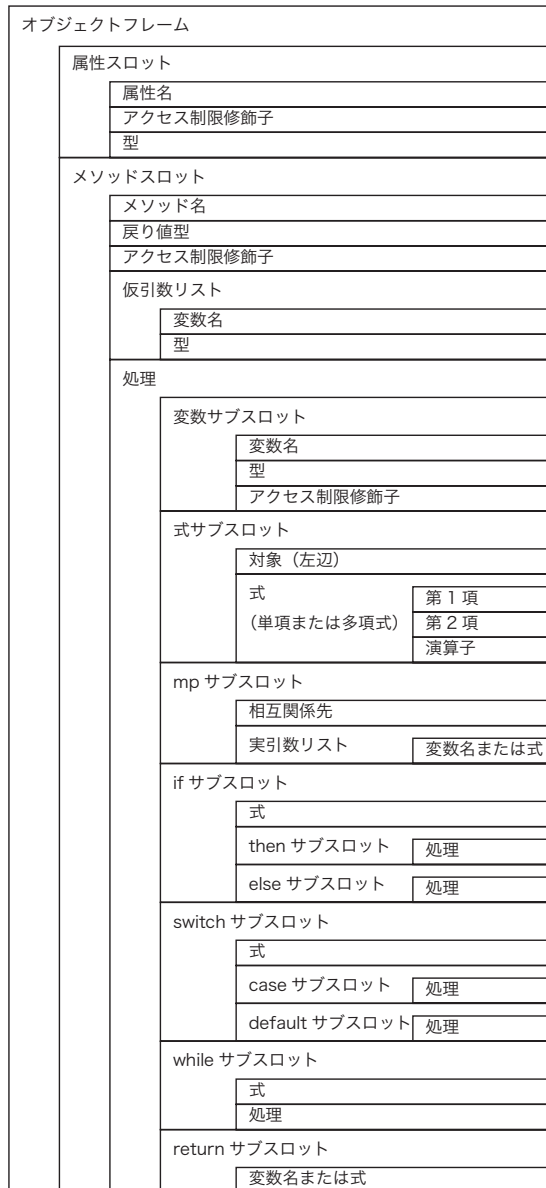 オブジェクトフレーム
属性スロット
属性名
アクセス制限修飾子
型
メソッドスロット
メソッド名
戻り値型
アクセス制限修飾子
仮引数リスト
変数名
型
処理
変数サブスロット
変数名
型
アクセス制限修飾子
式サブスロット
対象（左辺）
式
（単項または多項式）
第 1 項
第 2 項
演算子
mp サブスロット
相互関係先
実引数リスト
変数名または式
if サブスロット
式
then サブスロット
処理
else サブスロット
処理
switch サブスロット
式
case サブスロット
処理
default サブスロット
処理
while サブスロット
式
処理
return サブスロット
変数名または式